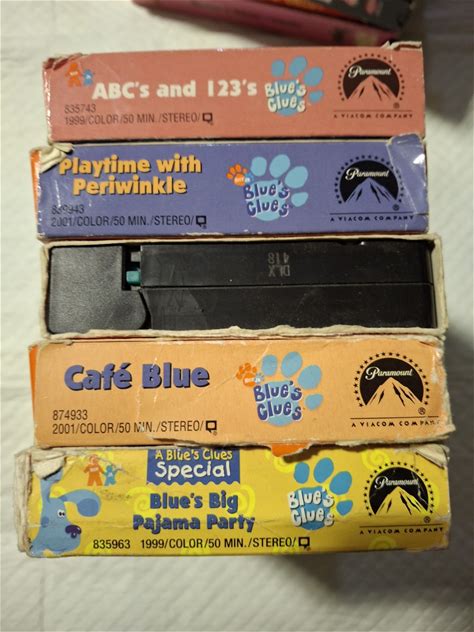 ABC's and 123's
BLUE'S CLUES
835743
1999/COLOR/50 MIN./STEREO/
Paramount
®
A VIACOM COMPANY
Playtime with
Periwinkle
BLUE'S CLUES
839943
2001/COLOR/50 MIN./STEREO/
Paramount
®
A VIACOM COMPANY
DLX
418
Café Blue
BLUE'S CLUES
874933
2001/COLOR/50 MIN./STEREO/
Paramount
®
A VIACOM COMPANY
A Blue's Clues
Special
Blue's Big
Pajama Party
BLUE'S CLUES
835963 1999/COLOR/50 MIN./STEREO/
Paramount
®
A VIACOM COMPANY